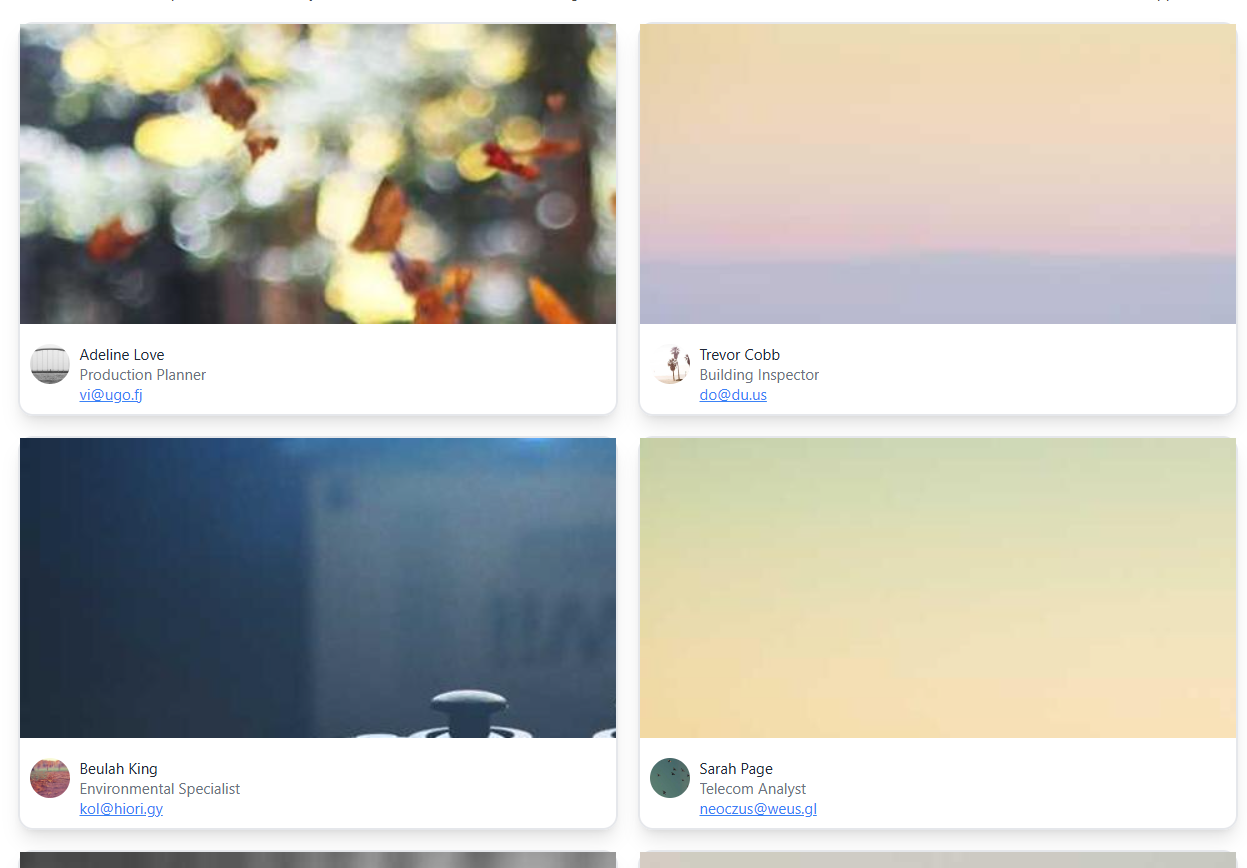 Adeline Love
Production Planner
vi@ugo.fj
Trevor Cobb
Building Inspector
do@du.us
Beulah King
Environmental Specialist
kol@hiori.gy
Sarah Page
Telecom Analyst
neoczus@weus.gl